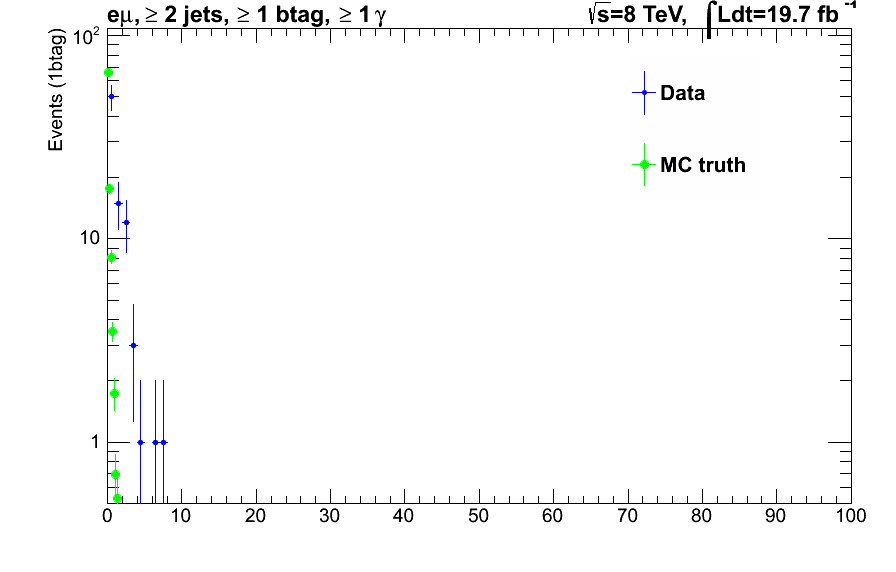 eμ, ≥ 2 jets, ≥ 1 btag, ≥ 1 γ
√s=8 TeV, ∫Ldt=19.7 fb⁻¹
Events (1btag)
10²
10
1
Data
MC truth
0 10 20 30 40 50 60 70 80 90 100